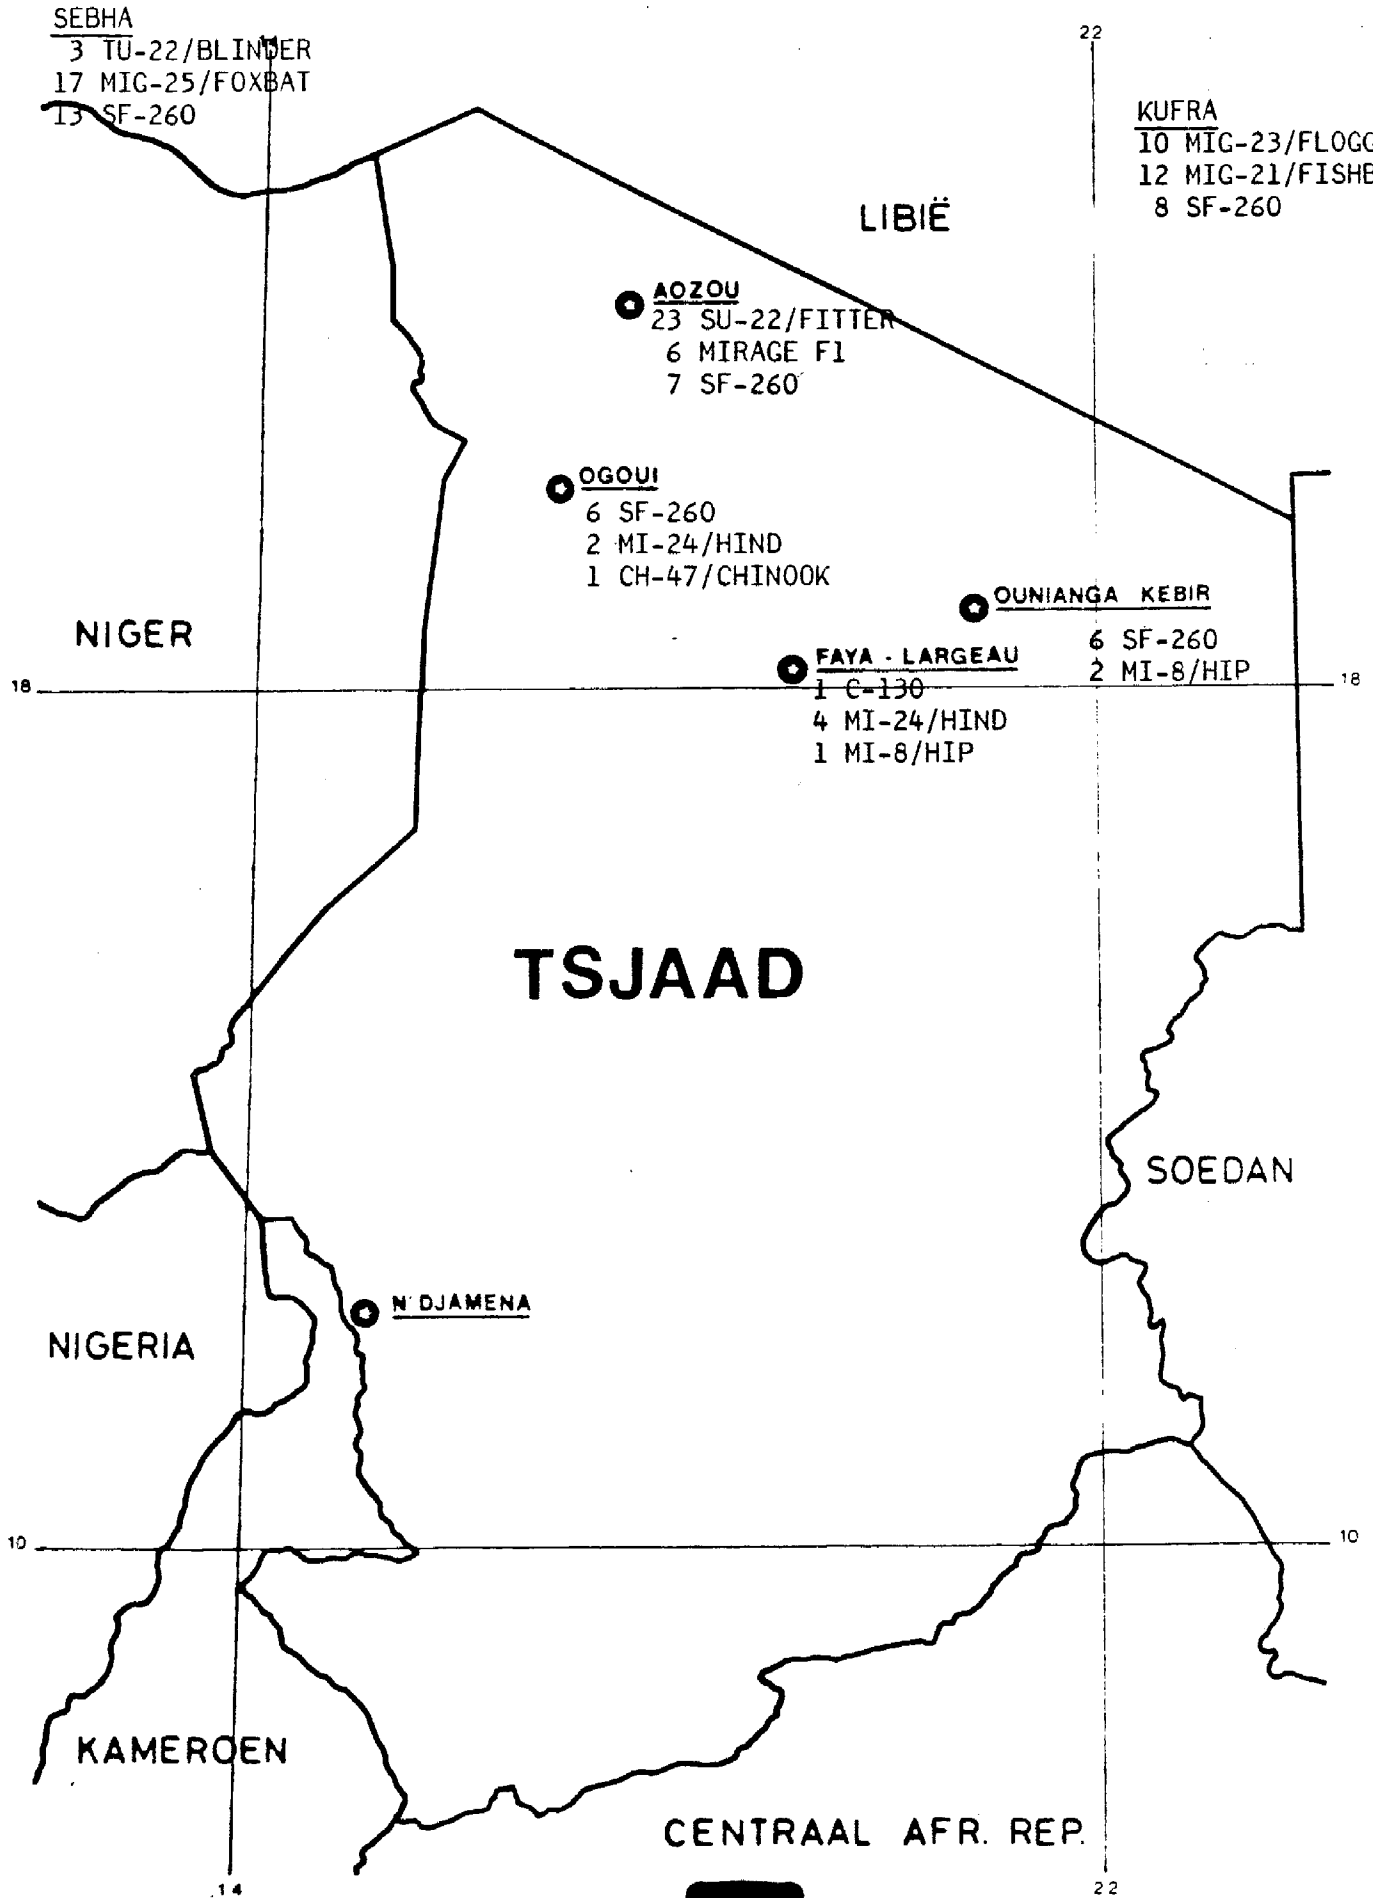 SEBHA
3 TU-22/BLINDER
17 MIG-25/FOXBAT
13 SF-260
22
KUFRA
10 MIG-23/FLOGG
12 MIG-21/FISHB
8 SF-260
LIBIË
AOZOU
23 SU-22/FITTER
6 MIRAGE F1
7 SF-260
OGOUI
6 SF-260
2 MI-24/HIND
1 CH-47/CHINOOK
OUNIANGA KEBIR
6 SF-260
2 MI-8/HIP
NIGER
FAYA - LARGEAU
1 C-130
4 MI-24/HIND
1 MI-8/HIP
18
18
TSJAAD
SOEDAN
N'DJAMENA
NIGERIA
10
10
KAMEROEN
CENTRAAL AFR. REP.
14
22